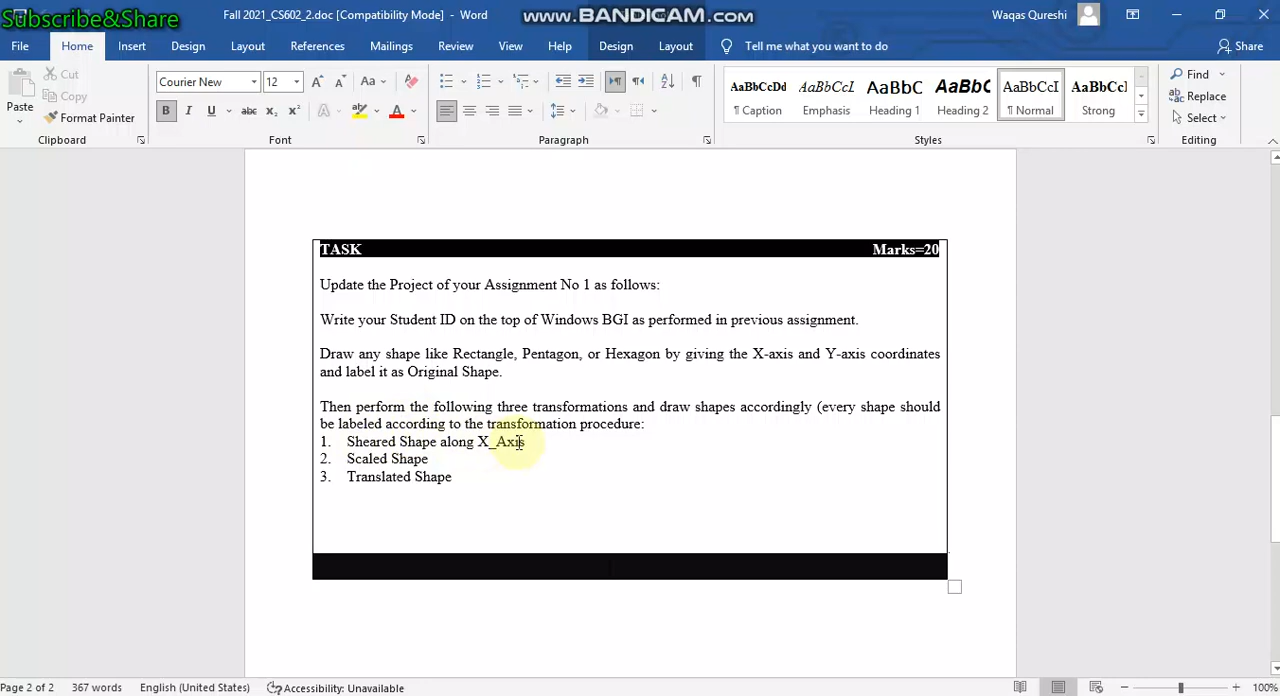 Subscribe&Share
Fall 2021_CS602_2.doc [Compatibility Mode] - Word
www.BANDICAM.com
Waqas Qureshi
File Home Insert Design Layout References Mailings Review View Help Design Layout Tell me what you want to do Share
Paste
Cut
Copy
Format Painter
Clipboard
Courier New 12
Aa
B I U abc X₂ X² A A
Font
Paragraph
AaBbCcDd AaBbCcL AaBbC AaBbC AaBbCcI AaBbCcl
¶ Caption Emphasis Heading 1 Heading 2 ¶ Normal Strong
Styles
Find
Replace
Select
Editing
TASK Marks=20
Update the Project of your Assignment No 1 as follows:
Write your Student ID on the top of Windows BGI as performed in previous assignment.
Draw any shape like Rectangle, Pentagon, or Hexagon by giving the X-axis and Y-axis coordinates
and label it as Original Shape.
Then perform the following three transformations and draw shapes accordingly (every shape should
be labeled according to the transformation procedure:
1. Sheared Shape along X_Axis
2. Scaled Shape
3. Translated Shape
Page 2 of 2 367 words English (United States) Accessibility: Unavailable 100%